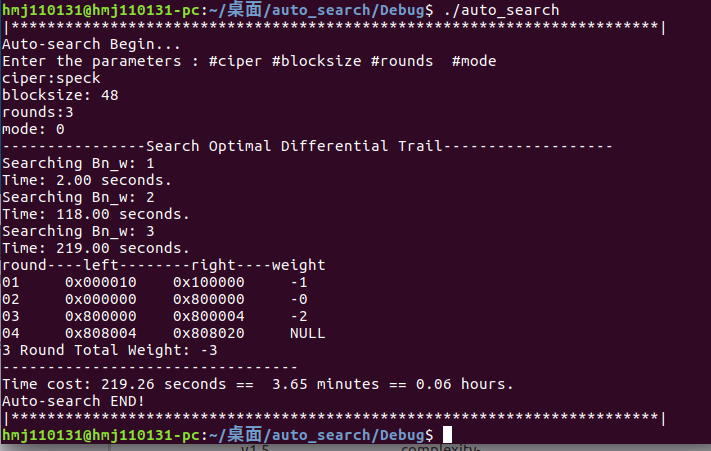 hmj110131@hmj110131-pc:~/桌面/auto_search/Debug$ ./auto_search
|*************************************************************************|
Auto-search Begin...
Enter the parameters : #ciper #blocksize #rounds  #mode
ciper:speck
blocksize: 48
rounds:3
mode: 0
----------------Search Optimal Differential Trail-------------------
Searching Bn_w: 1
Time: 2.00 seconds.
Searching Bn_w: 2
Time: 118.00 seconds.
Searching Bn_w: 3
Time: 219.00 seconds.
round----left--------right----weight
01     0x000010    0x100000     -1
02     0x000000    0x800000     -0
03     0x800000    0x800004     -2
04     0x808004    0x808020    NULL
3 Round Total Weight: -3
---------------------------------
Time cost: 219.26 seconds ==  3.65 minutes == 0.06 hours.
Auto-search END!
|*************************************************************************|
hmj110131@hmj110131-pc:~/桌面/auto_search/Debug$